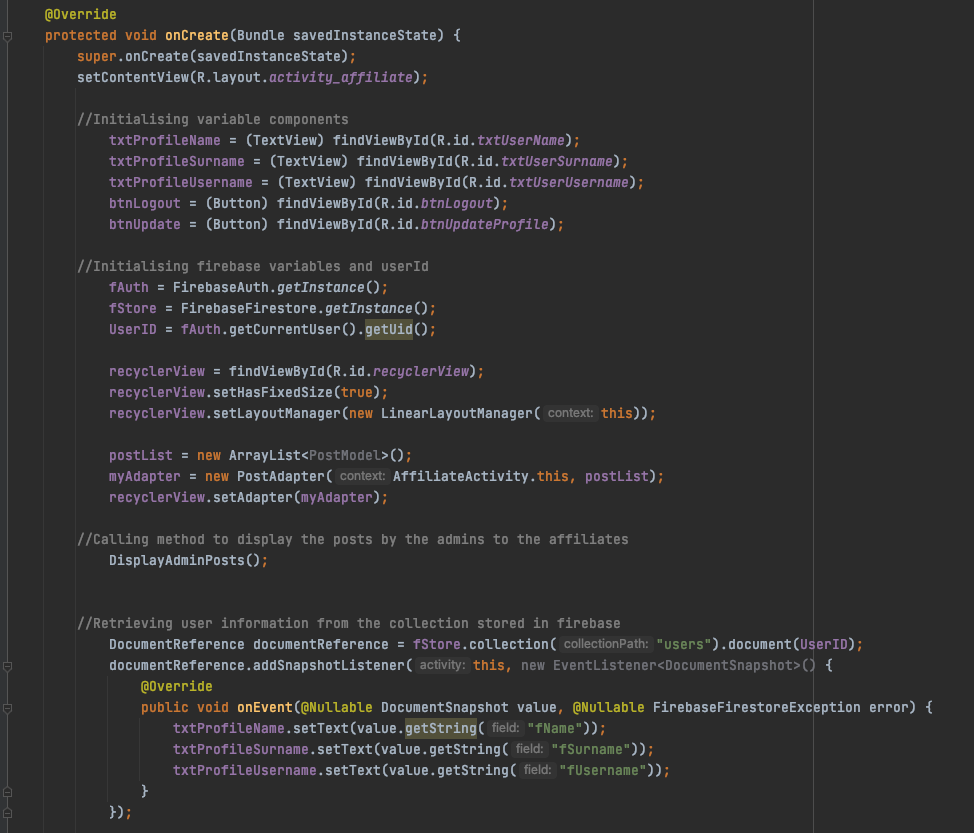 @Override
protected void onCreate(Bundle savedInstanceState) {
super.onCreate(savedInstanceState);
setContentView(R.layout.activity_affiliate);
//Initialising variable components
txtProfileName = (TextView) findViewById(R.id.txtUserName);
txtProfileSurname = (TextView) findViewById(R.id.txtUserSurname);
txtProfileUsername = (TextView) findViewById(R.id.txtUserUsername);
btnLogout = (Button) findViewById(R.id.btnLogout);
btnUpdate = (Button) findViewById(R.id.btnUpdateProfile);
//Initialising firebase variables and userId
fAuth = FirebaseAuth.getInstance();
fStore = FirebaseFirestore.getInstance();
UserID = fAuth.getCurrentUser().getUid();
recyclerView = findViewById(R.id.recyclerView);
recyclerView.setHasFixedSize(true);
recyclerView.setLayoutManager(new LinearLayoutManager( context: this));
postList = new ArrayList<PostModel>();
myAdapter = new PostAdapter( context: AffiliateActivity.this, postList);
recyclerView.setAdapter(myAdapter);
//Calling method to display the posts by the admins to the affiliates
DisplayAdminPosts();
//Retrieving user information from the collection stored in firebase
DocumentReference documentReference = fStore.collection( collectionPath: "users").document(UserID);
documentReference.addSnapshotListener( activity: this, new EventListener<DocumentSnapshot>() {
@Override
public void onEvent(@Nullable DocumentSnapshot value, @Nullable FirebaseFirestoreException error) {
txtProfileName.setText(value.getString( field: "fName"));
txtProfileSurname.setText(value.getString( field: "fSurname"));
txtProfileUsername.setText(value.getString( field: "fUsername"));
}
});